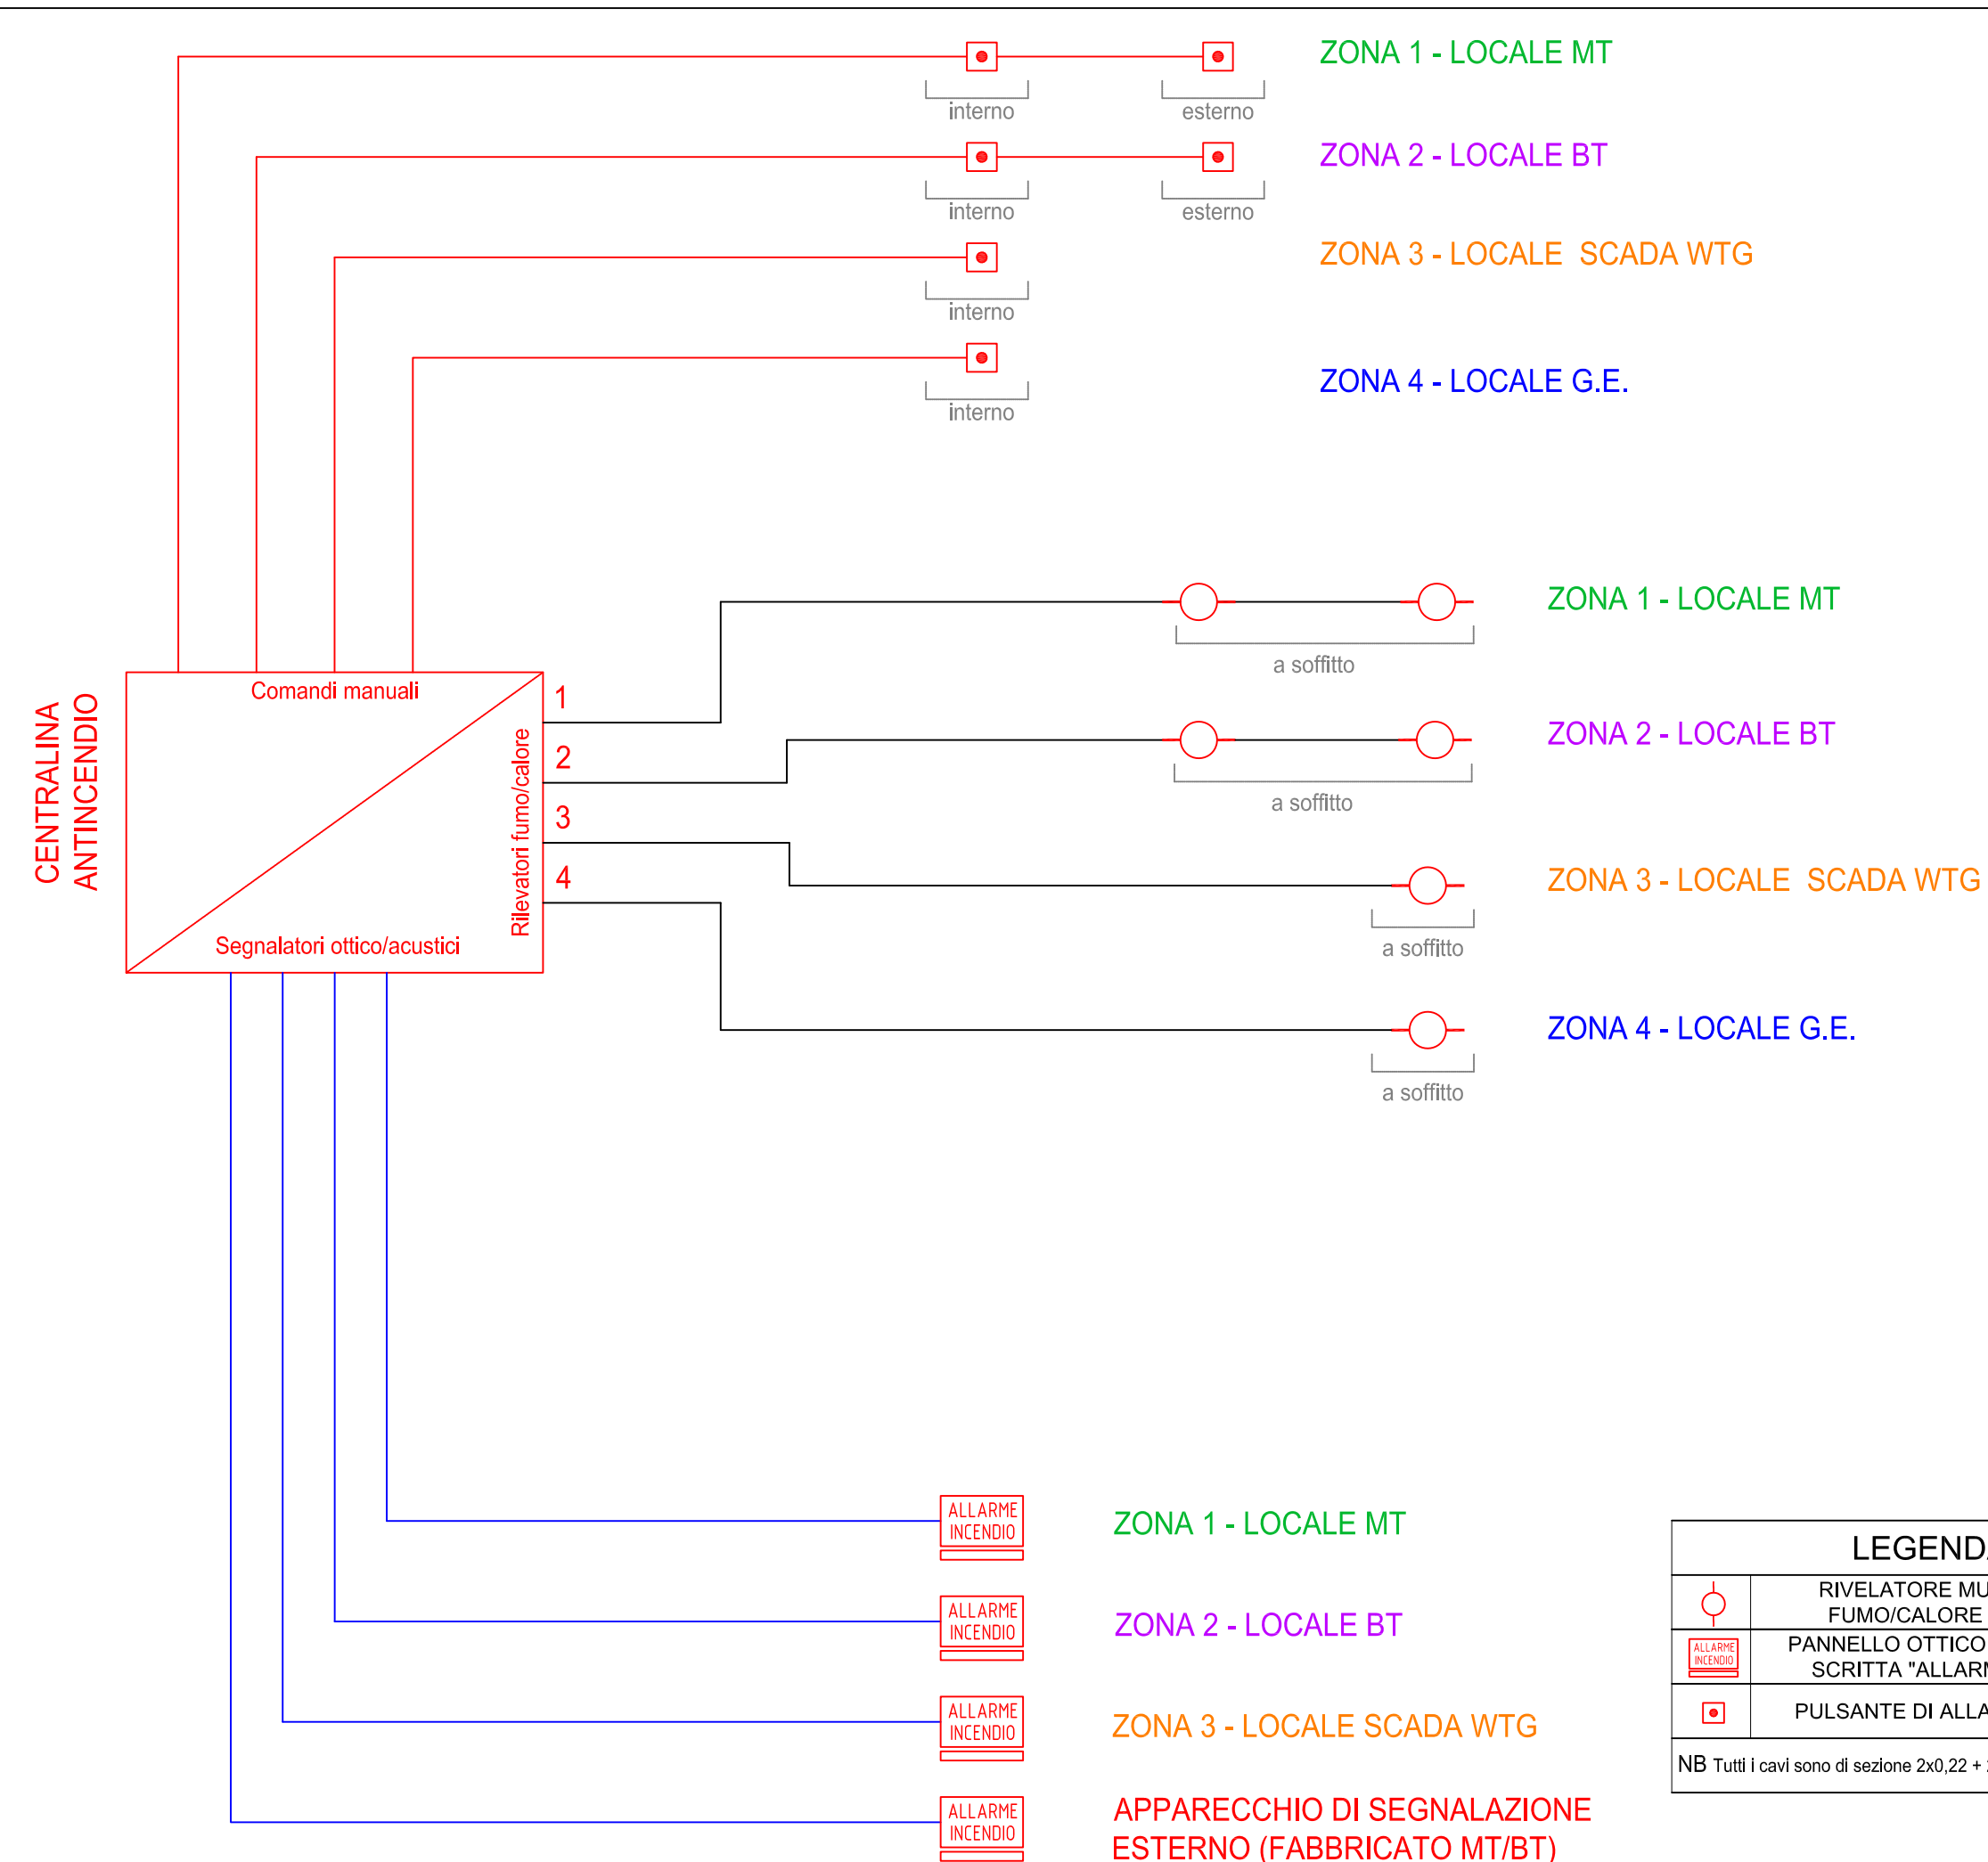 ZONA 1 - LOCALE MT
interno
esterno
ZONA 2 - LOCALE BT
interno
esterno
ZONA 3 - LOCALE SCADA WTG
interno
ZONA 4 - LOCALE G.E.
interno
CENTRALINA
ANTINCENDIO
Comandi manuali
Rilevatori fumo/calore
Segnalatori ottico/acustici
1
2
3
4
ZONA 1 - LOCALE MT
a soffitto
ZONA 2 - LOCALE BT
a soffitto
ZONA 3 - LOCALE SCADA WTG
a soffitto
ZONA 4 - LOCALE G.E.
a soffitto
ALLARME
INCENDIO
ZONA 1 - LOCALE MT
ALLARME
INCENDIO
ZONA 2 - LOCALE BT
ALLARME
INCENDIO
ZONA 3 - LOCALE SCADA WTG
ALLARME
INCENDIO
APPARECCHIO DI SEGNALAZIONE
ESTERNO (FABBRICATO MT/BT)
LEGEND
RIVELATORE
FUMO/CALORE
ALLARME
INCENDIO
PANNELLO OTTICO
SCRITTA "ALLAR
PULSANTE DI ALLA
NB Tutti i cavi sono di sezione 2x0,22 +